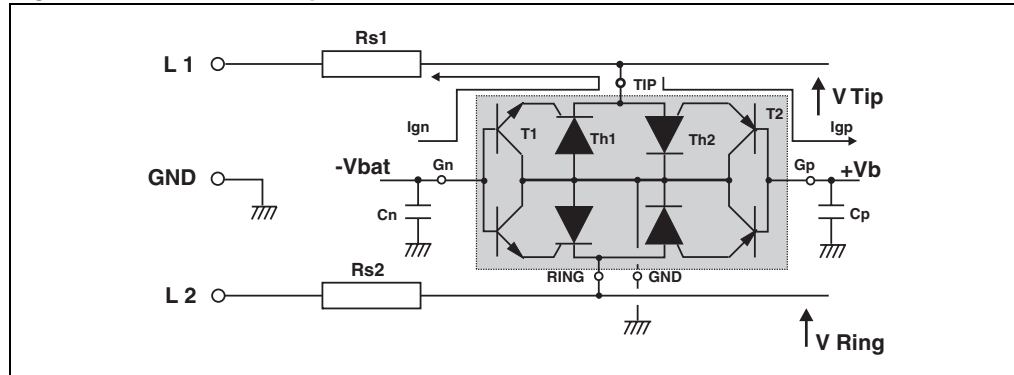 Rs1
L 1
TIP
V Tip
T2
Ign
T1
Th1
Th2
Igp
-Vbat
Gn
Gp
+Vb
GND
Cn
Cp
Rs2
RING
GND
L 2
V Ring